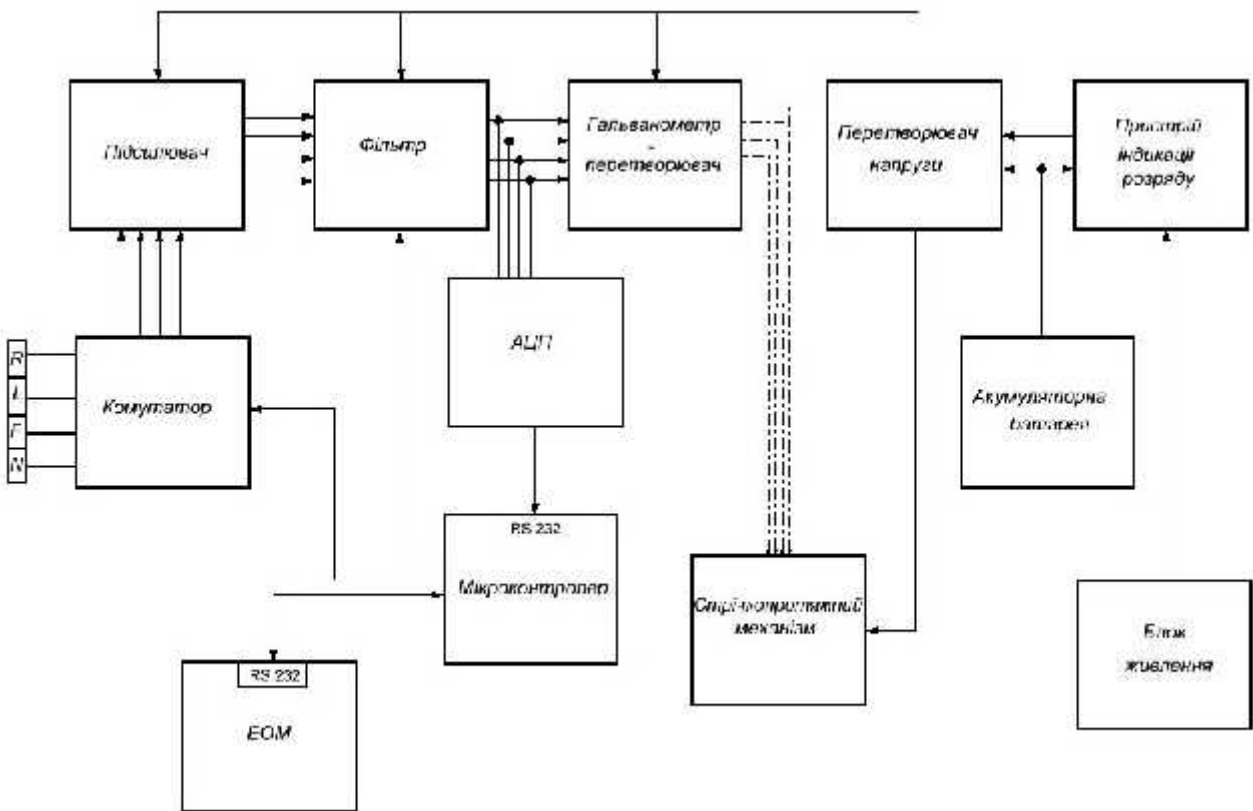 Підсилювач
Фільтр
Гальванометр
-
перетворювач
Перетворювач
напруги
Пристрій
індикації
розряду
АЦП
R
L
F
N
Комутатор
Акумуляторна
батарея
RS 232
Мікроконтролер
Стрічкопротяжний
механізм
Блок
живлення
RS 232
ЕОМ